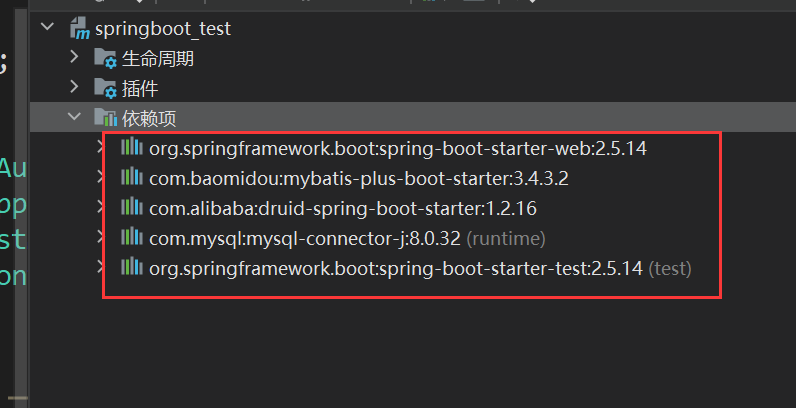 springboot_test
;
生命周期
插件
依赖项
org.springframework.boot:spring-boot-starter-web:2.5.14
Au
com.baomidou:mybatis-plus-boot-starter:3.4.3.2
op
com.alibaba:druid-spring-boot-starter:1.2.16
st
com.mysql:mysql-connector-j:8.0.32 (runtime)
on
org.springframework.boot:spring-boot-starter-test:2.5.14 (test)